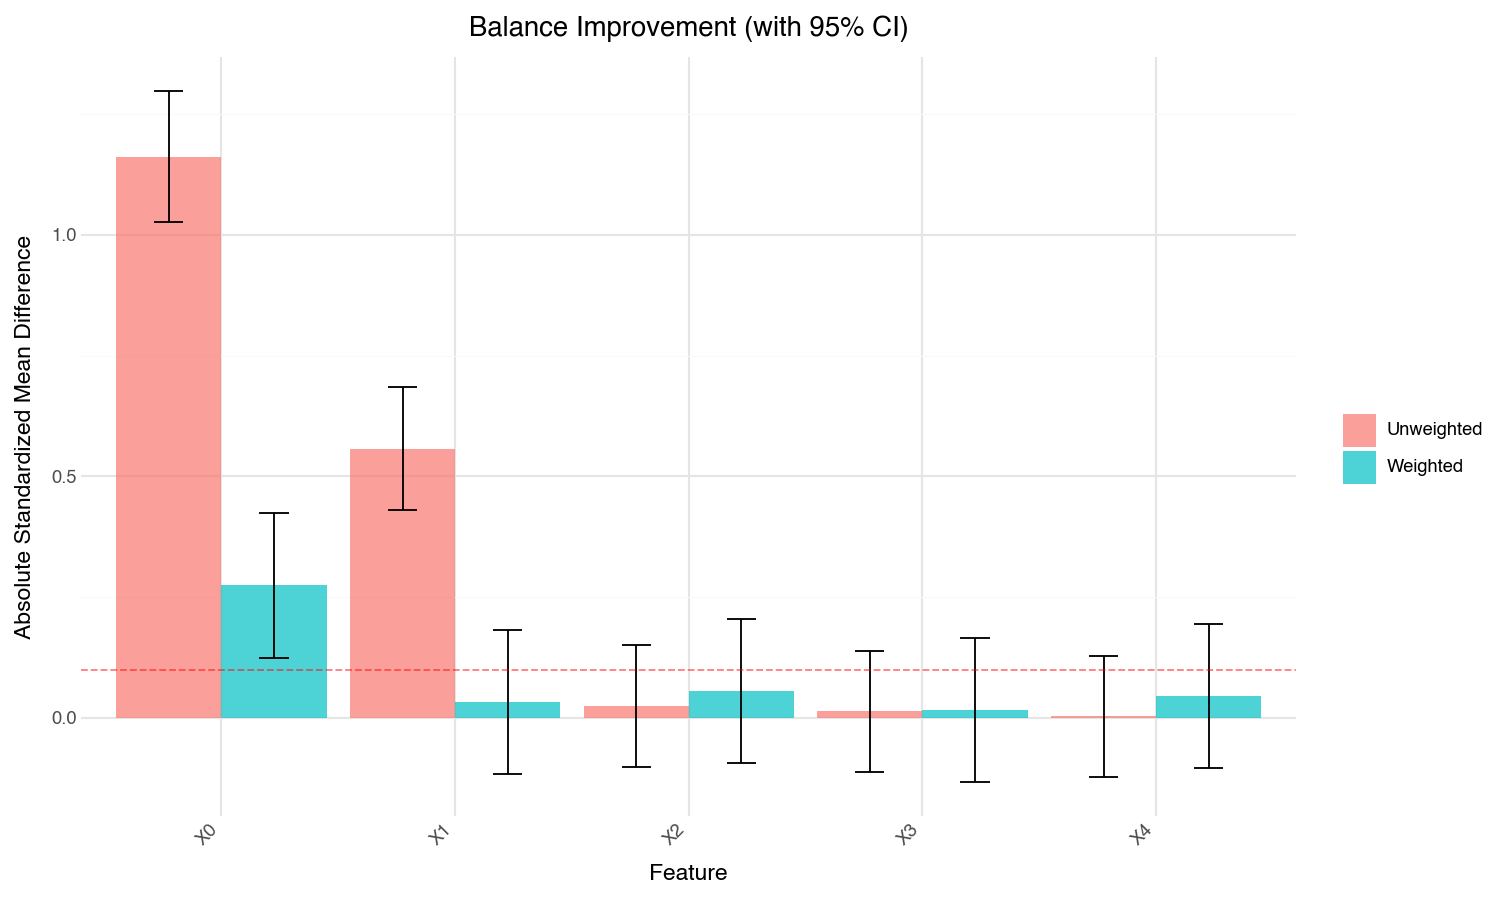 Balance Improvement (with 95% CI)
Absolute Standardized Mean Difference
1.0
0.5
0.0
X0
X1
X2
X3
X4
Feature
Unweighted
Weighted